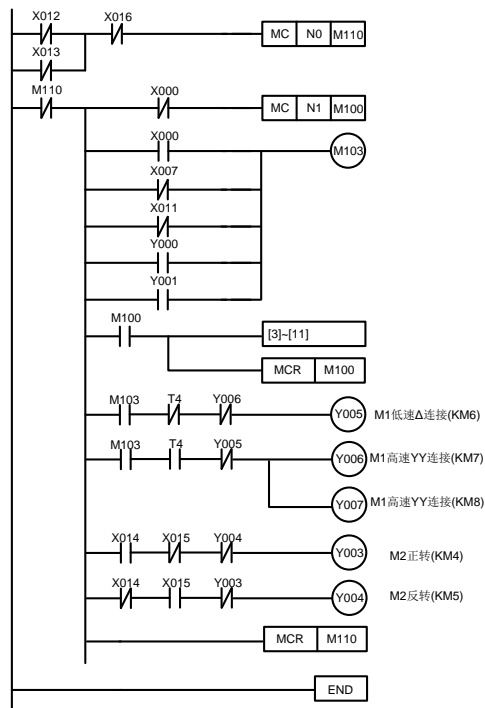 X012 X016
MC N0 M110
X013
M110 X000
MC N1 M100
X000
M103
X007
X011
Y000
Y001
M100
[3]~[11]
MCR M100
M103 T4 Y006
Y005 M1低速Δ连接(KM6)
M103 T4 Y005
Y006 M1高速YY连接(KM7)
Y007 M1高速YY连接(KM8)
X014 X015 Y004
Y003 M2正转(KM4)
X014 X015 Y003
Y004 M2反转(KM5)
MCR M110
END